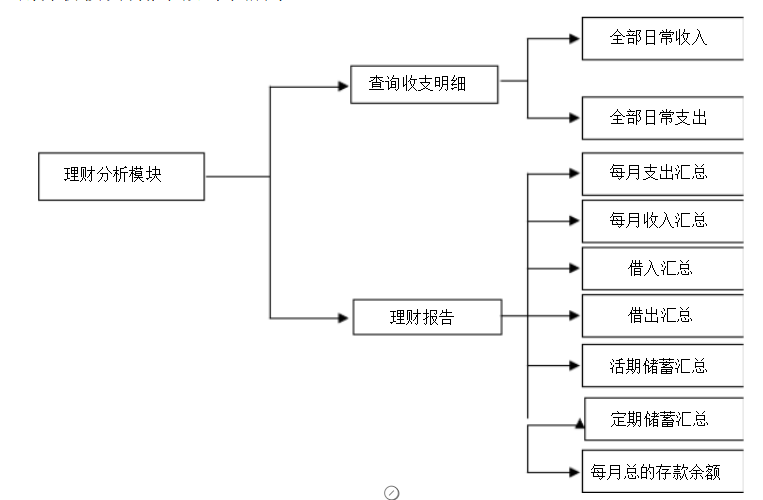 理财分析模块
查询收支明细
全部日常收入
全部日常支出
理财报告
每月支出汇总
每月收入汇总
借入汇总
借出汇总
活期储蓄汇总
定期储蓄汇总
每月总的存款余额